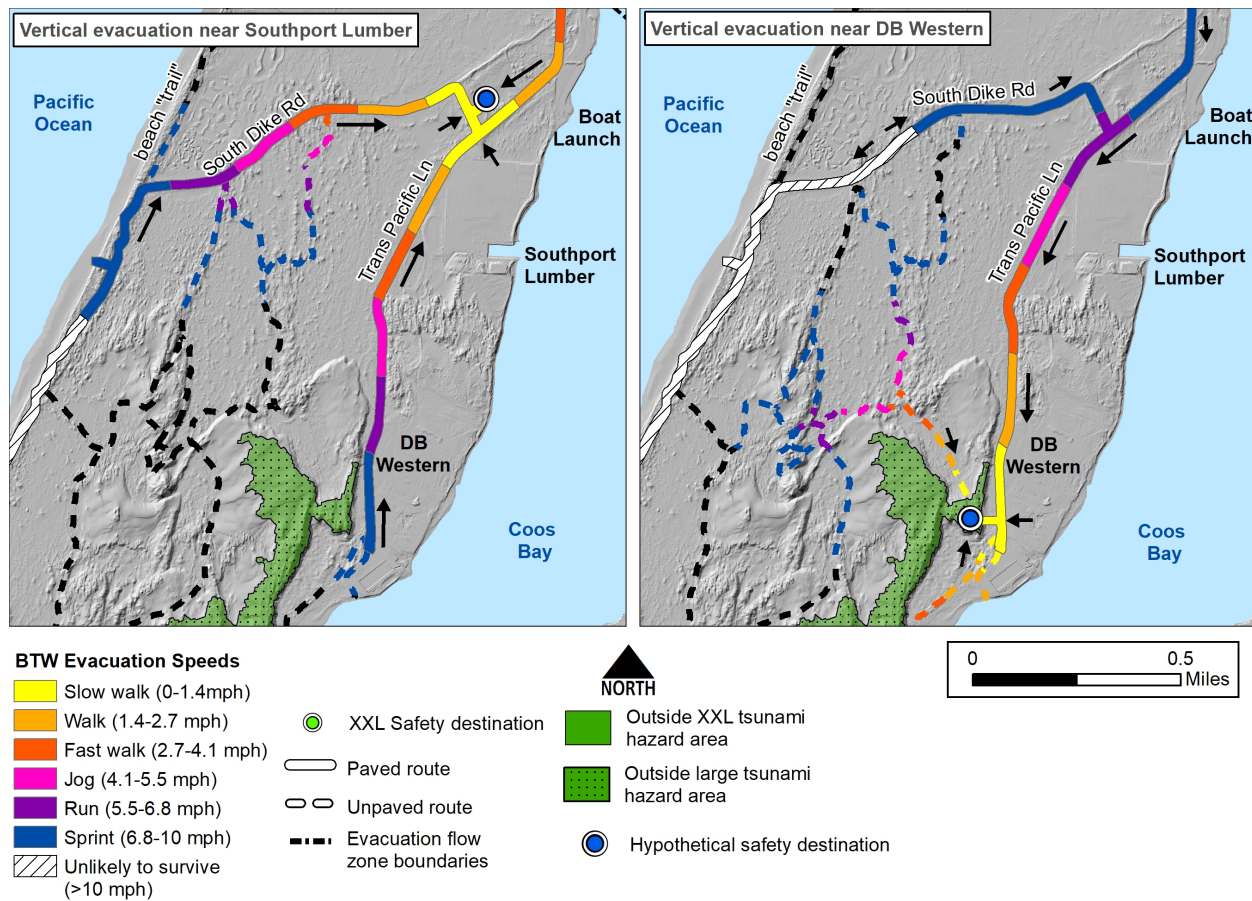 Vertical evacuation near Southport Lumber
Pacific
Ocean
beach "trail"
South Dike Rd
Trans Pacific Ln
Boat
Launch
Southport
Lumber
DB
Western
Coos
Bay
Vertical evacuation near DB Western
Pacific
Ocean
beach "trail"
South Dike Rd
Trans Pacific Ln
Boat
Launch
Southport
Lumber
DB
Western
Coos
Bay
BTW Evacuation Speeds
Slow walk (0-1.4mph)
Walk (1.4-2.7 mph)
Fast walk (2.7-4.1 mph)
Jog (4.1-5.5 mph)
Run (5.5-6.8 mph)
Sprint (6.8-10 mph)
Unlikely to survive
(>10 mph)
XXL Safety destination
Paved route
Unpaved route
Evacuation flow
zone boundaries
NORTH
Outside XXL tsunami
hazard area
Outside large tsunami
hazard area
Hypothetical safety destination
0 0.5
Miles